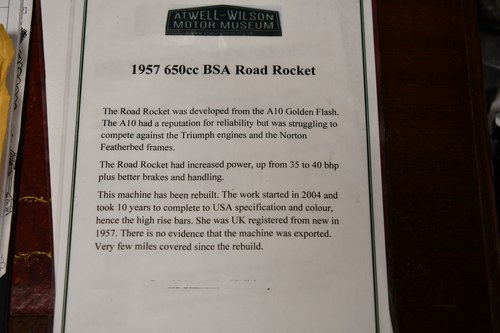 ATWELL-WILSON
MOTOR MUSEUM
1957 650cc BSA Road Rocket
The Road Rocket was developed from the A10 Golden Flash.
The A10 had a reputation for reliability but was struggling to
compete against the Triumph engines and the Norton
Featherbed frames.
The Road Rocket had increased power, up from 35 to 40 bhp
plus better brakes and handling.
This machine has been rebuilt. The work started in 2004 and
took 10 years to complete to USA specification and colour,
hence the high rise bars. She was UK registered from new in
1957. There is no evidence that the machine was exported.
Very few miles covered since the rebuild.